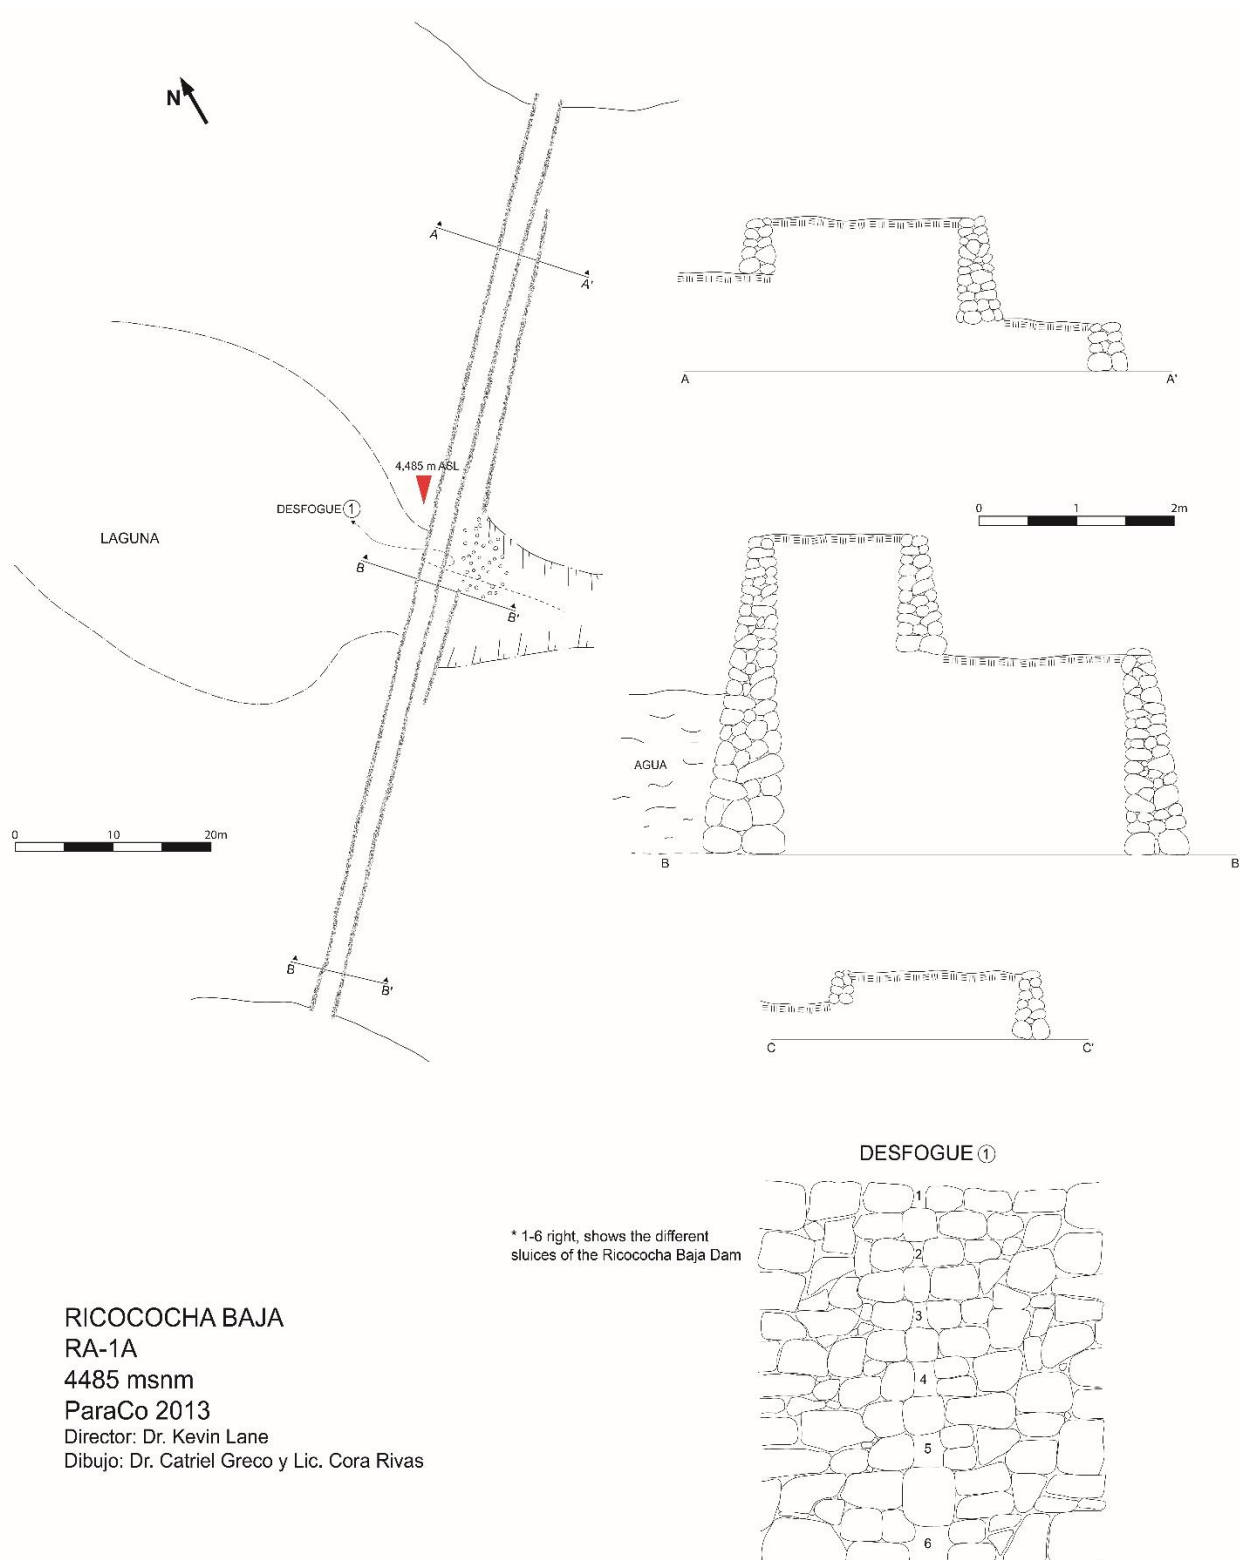 N
A
A'
A
A'
4,485 m ASL
DESFOGUE 1
LAGUNA
B
B'
0 1 2m
AGUA
B
B
0 10 20m
B
B'
C
C'
DESFOGUE 1
* 1-6 right, shows the different
sluices of the Ricococha Baja Dam
1
2
3
4
5
6
RICOCOCHA BAJA
RA-1A
4485 msnm
ParaCo 2013
Director: Dr. Kevin Lane
Dibujo: Dr. Catriel Greco y Lic. Cora Rivas